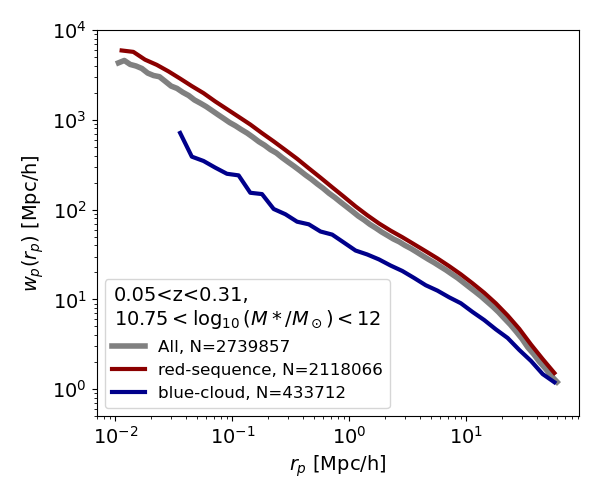 10^4
10^3
10^2
10^1
10^0
w_p(r_p) [Mpc/h]
0.05<z<0.31,
10.75 < log_10(M*/M_⊙) < 12
All, N=2739857
red-sequence, N=2118066
blue-cloud, N=433712
10^−2 10^−1 10^0 10^1
r_p [Mpc/h]